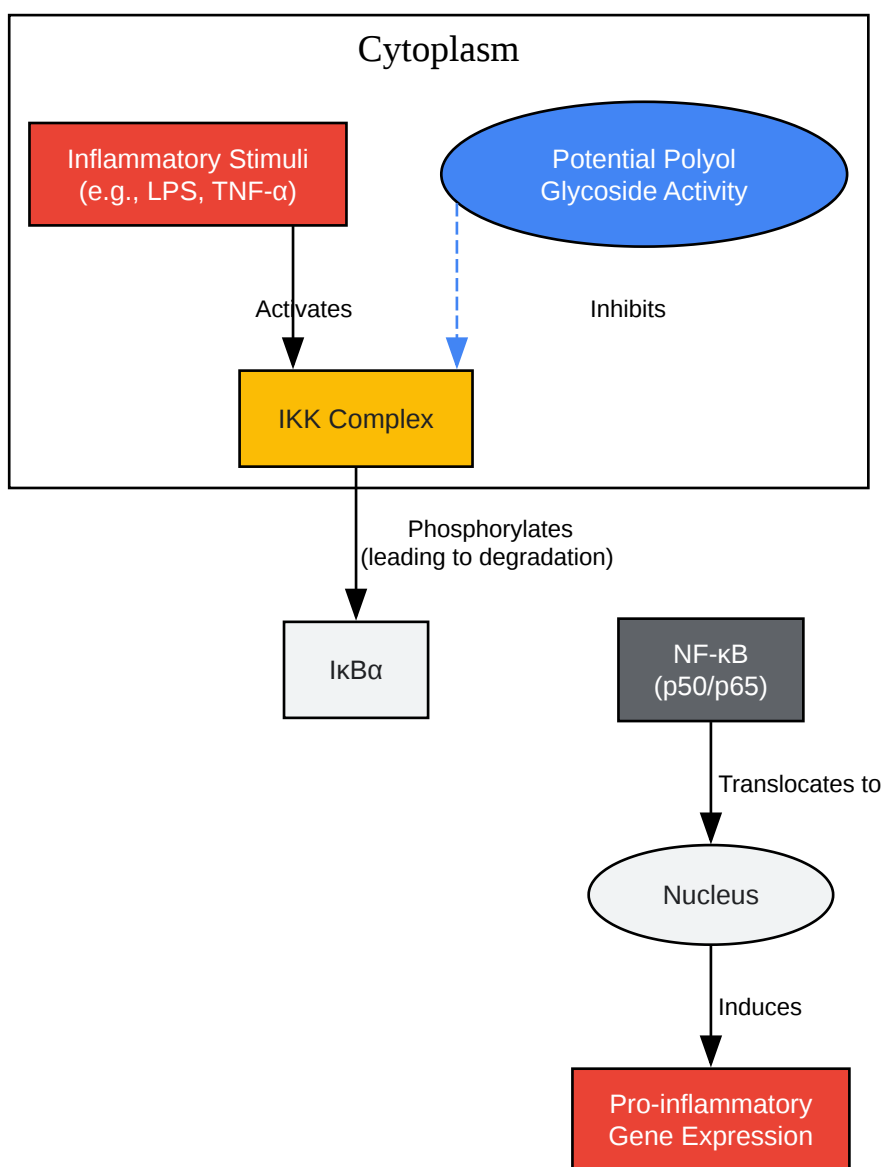 Cytoplasm
Inflammatory Stimuli
(e.g., LPS, TNF-α)
Potential Polyol
Glycoside Activity
Activates
Inhibits
IKK Complex
Phosphorylates
(leading to degradation)
IκBα
NF-κB
(p50/p65)
Translocates to
Nucleus
Induces
Pro-inflammatory
Gene Expression